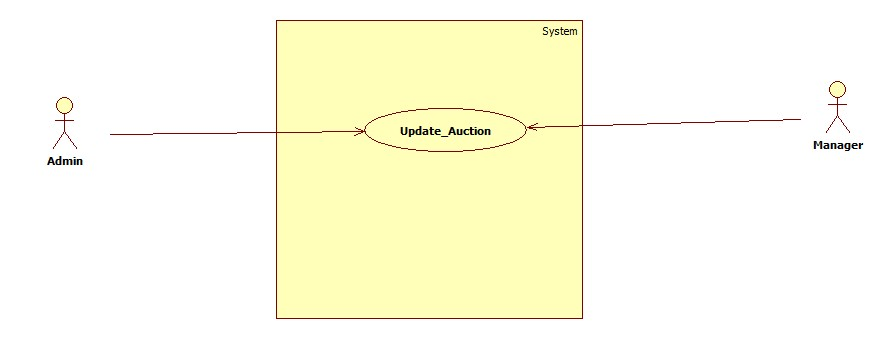 System
Update_Auction
Admin
Manager